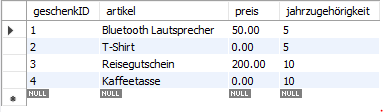 geschenkID artikel preis jahrzugehörigkeit
1 Bluetooth Lautsprecher 50.00 5
2 T-Shirt 0.00 5
3 Reisegutschein 200.00 10
4 Kaffeetasse 0.00 10
NULL NULL NULL NULL